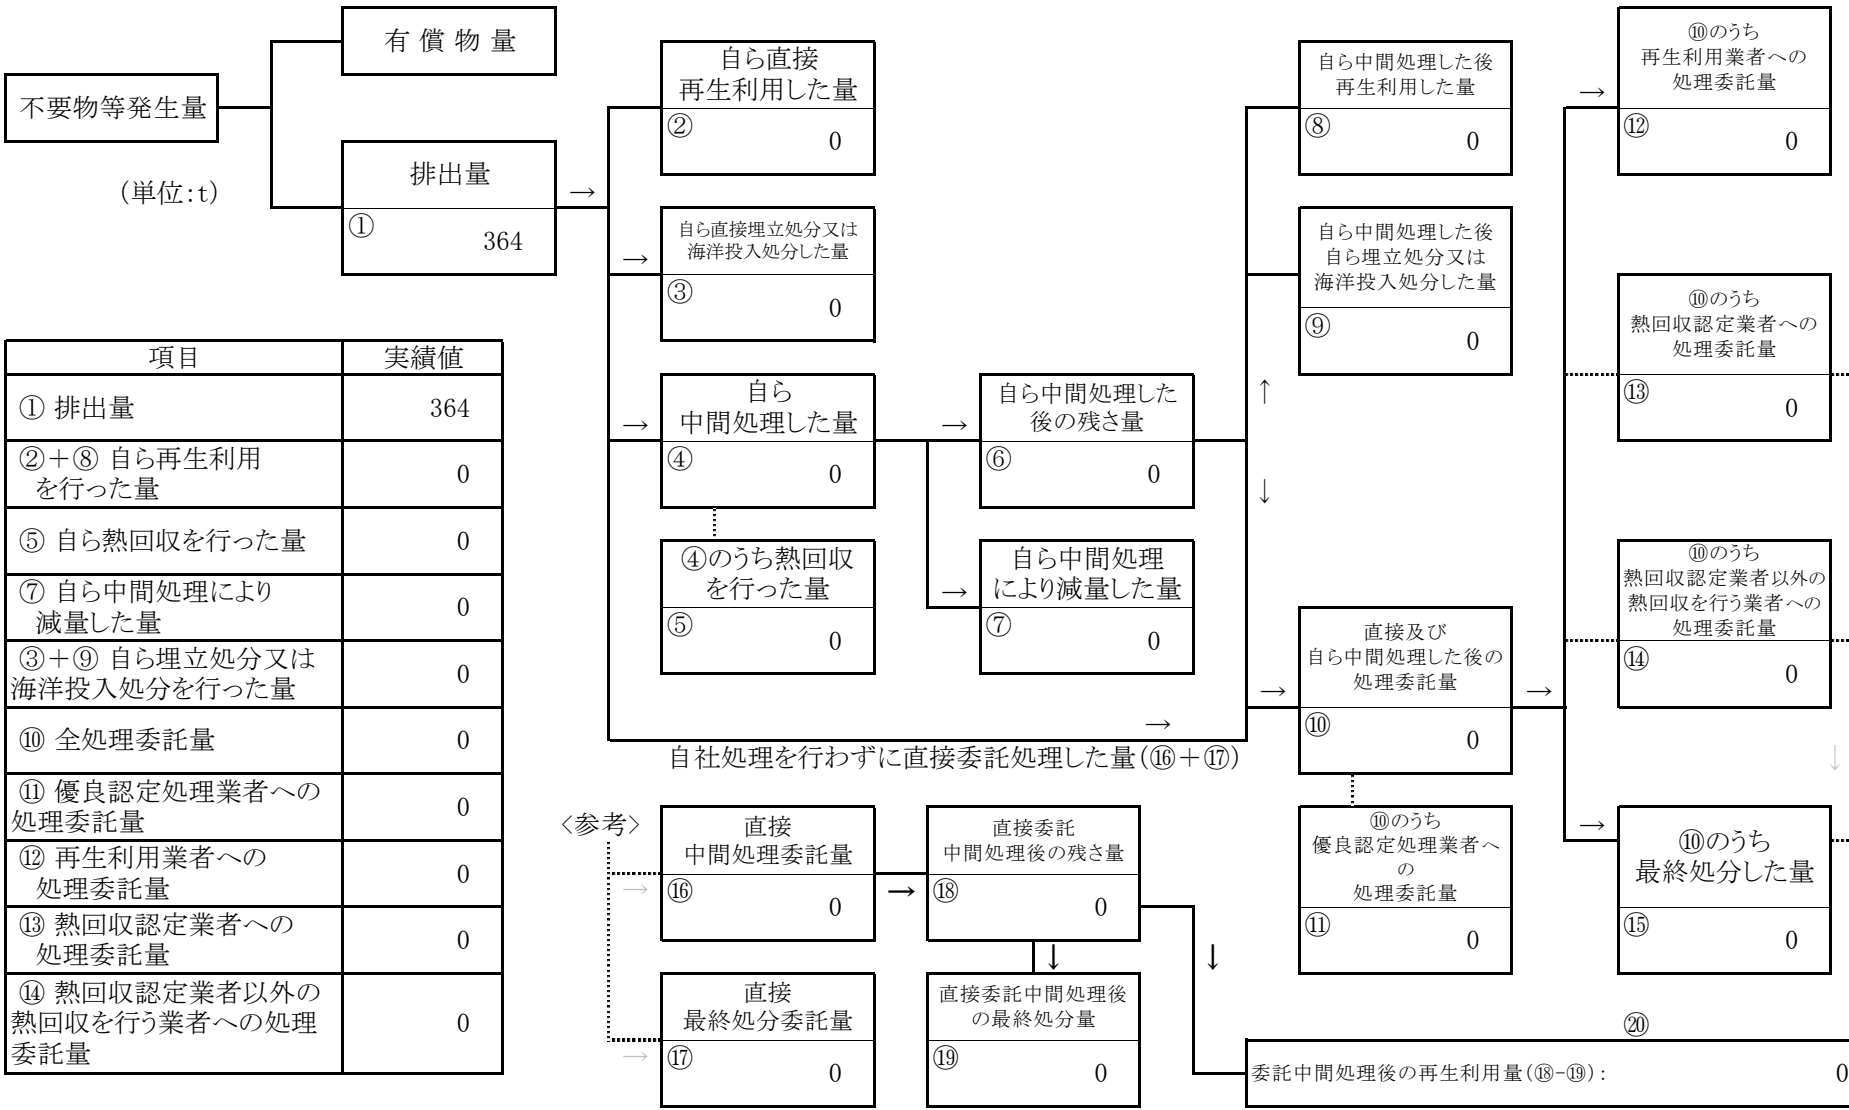 有償物量
不要物等発生量
(単位:t)
排出量
①
364
→
自ら直接
再生利用した量
②
0
→
自ら直接埋立処分又は
海洋投入処分した量
③
0
→
自ら
中間処理した量
④
0
④のうち熱回収
を行った量
⑤
0
→
自ら中間処理した
後の残さ量
⑥
0
→
自ら中間処理
により減量した量
⑦
0
↑
↓
自ら中間処理した後
再生利用した量
⑧
0
自ら中間処理した後
自ら埋立処分又は
海洋投入処分した量
⑨
0
→
自社処理を行わずに直接委託処理した量(⑯+⑰)
→
直接及び
自ら中間処理した後の
処理委託量
⑩
0
⑩のうち
優良認定処理業者へ
の
処理委託量
⑪
0
→
→
⑩のうち
再生利用業者への
処理委託量
⑫
0
⑩のうち
熱回収認定業者への
処理委託量
⑬
0
⑩のうち
熱回収認定業者以外の
熱回収を行う業者への
処理委託量
⑭
0
↓
→
⑩のうち
最終処分した量
⑮
0
項目
実績値
① 排出量
364
②+⑧ 自ら再生利用
を行った量
0
⑤ 自ら熱回収を行った量
0
⑦ 自ら中間処理により
減量した量
0
③+⑨ 自ら埋立処分又は
海洋投入処分を行った量
0
⑩ 全処理委託量
0
⑪ 優良認定処理業者への
処理委託量
0
⑫ 再生利用業者への
処理委託量
0
⑬ 熱回収認定業者への
処理委託量
0
⑭ 熱回収認定業者以外の
熱回収を行う業者への処理
委託量
0
<参考>
→
直接
中間処理委託量
⑯
0
→
直接委託
中間処理後の残さ量
⑱
0
↓
↓
→
直接
最終処分委託量
⑰
0
直接委託中間処理後
の最終処分量
⑲
0
⑳
委託中間処理後の再生利用量(⑱-⑲):
0